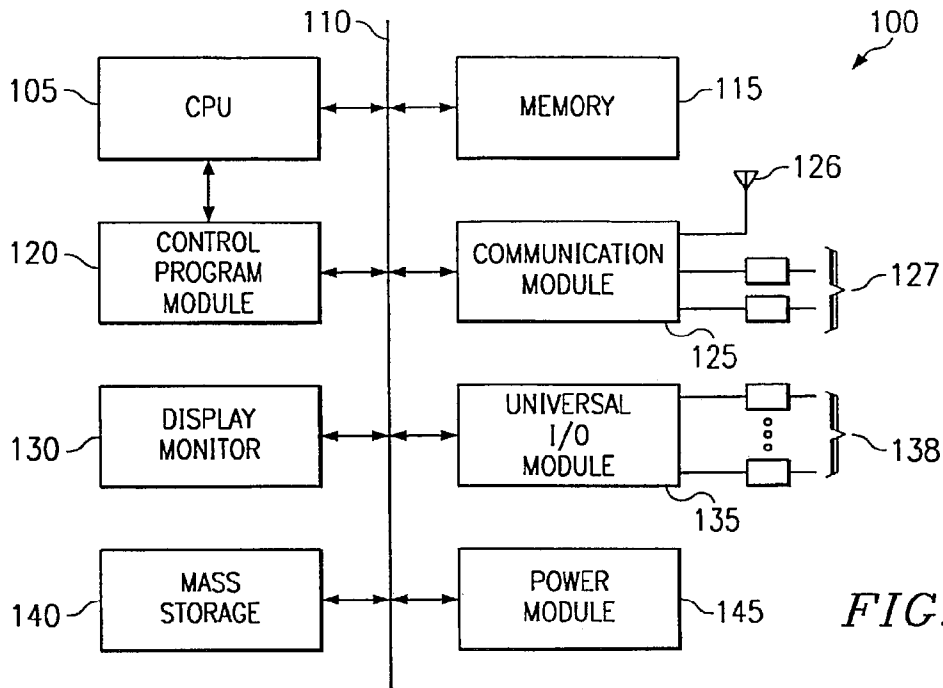 110
100
105
CPU
MEMORY
115
126
120
CONTROL
PROGRAM
MODULE
COMMUNICATION
MODULE
127
125
130
DISPLAY
MONITOR
UNIVERSAL
I/O
MODULE
138
135
140
MASS
STORAGE
POWER
MODULE
145
FIG.